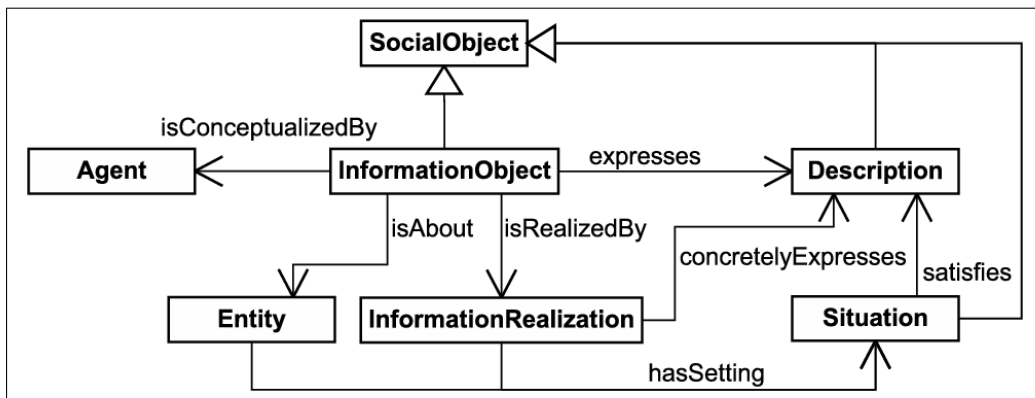 SocialObject
isConceptualizedBy
Agent
InformationObject
expresses
Description
isAbout
isRealizedBy
concretelyExpresses
satisfies
Entity
InformationRealization
Situation
hasSetting